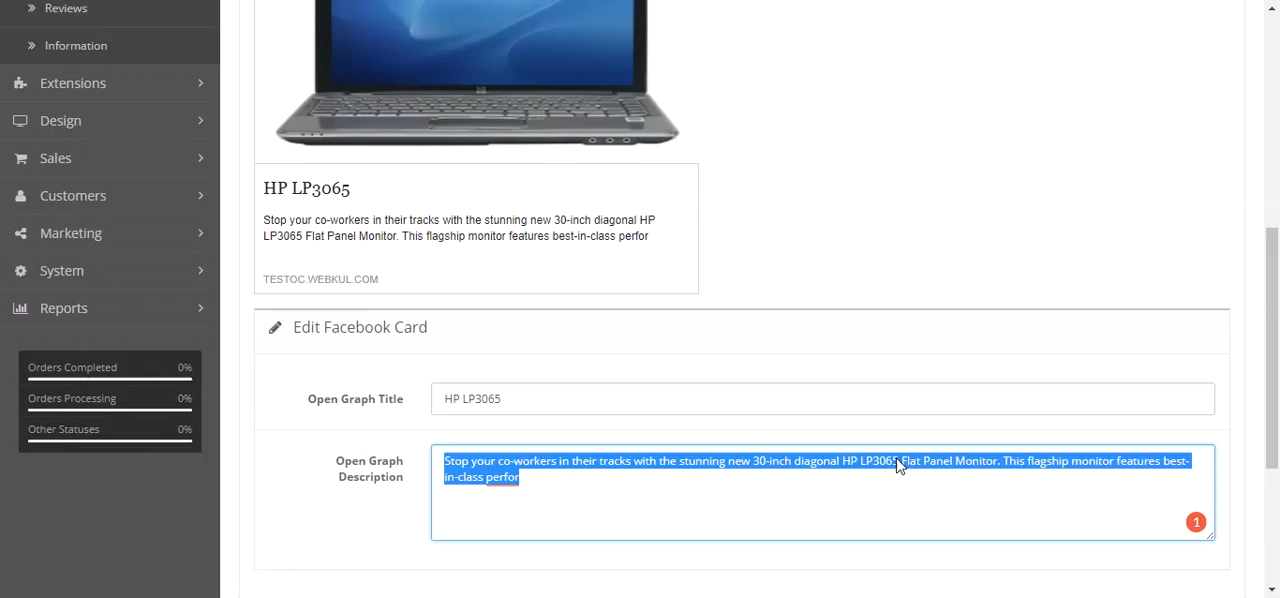 Reviews
Information
Extensions
Design
Sales
Customers
Marketing
System
Reports
Orders Completed 0%
Orders Processing 0%
Other Statuses 0%
HP LP3065
Stop your co-workers in their tracks with the stunning new 30-inch diagonal HP
LP3065 Flat Panel Monitor. This flagship monitor features best-in-class perfor
TESTOC.WEBKUL.COM
Edit Facebook Card
Open Graph Title HP LP3065
Open Graph
Description
Stop your co-workers in their tracks with the stunning new 30-inch diagonal HP LP3065 Flat Panel Monitor. This flagship monitor features best-
in-class perfor
1